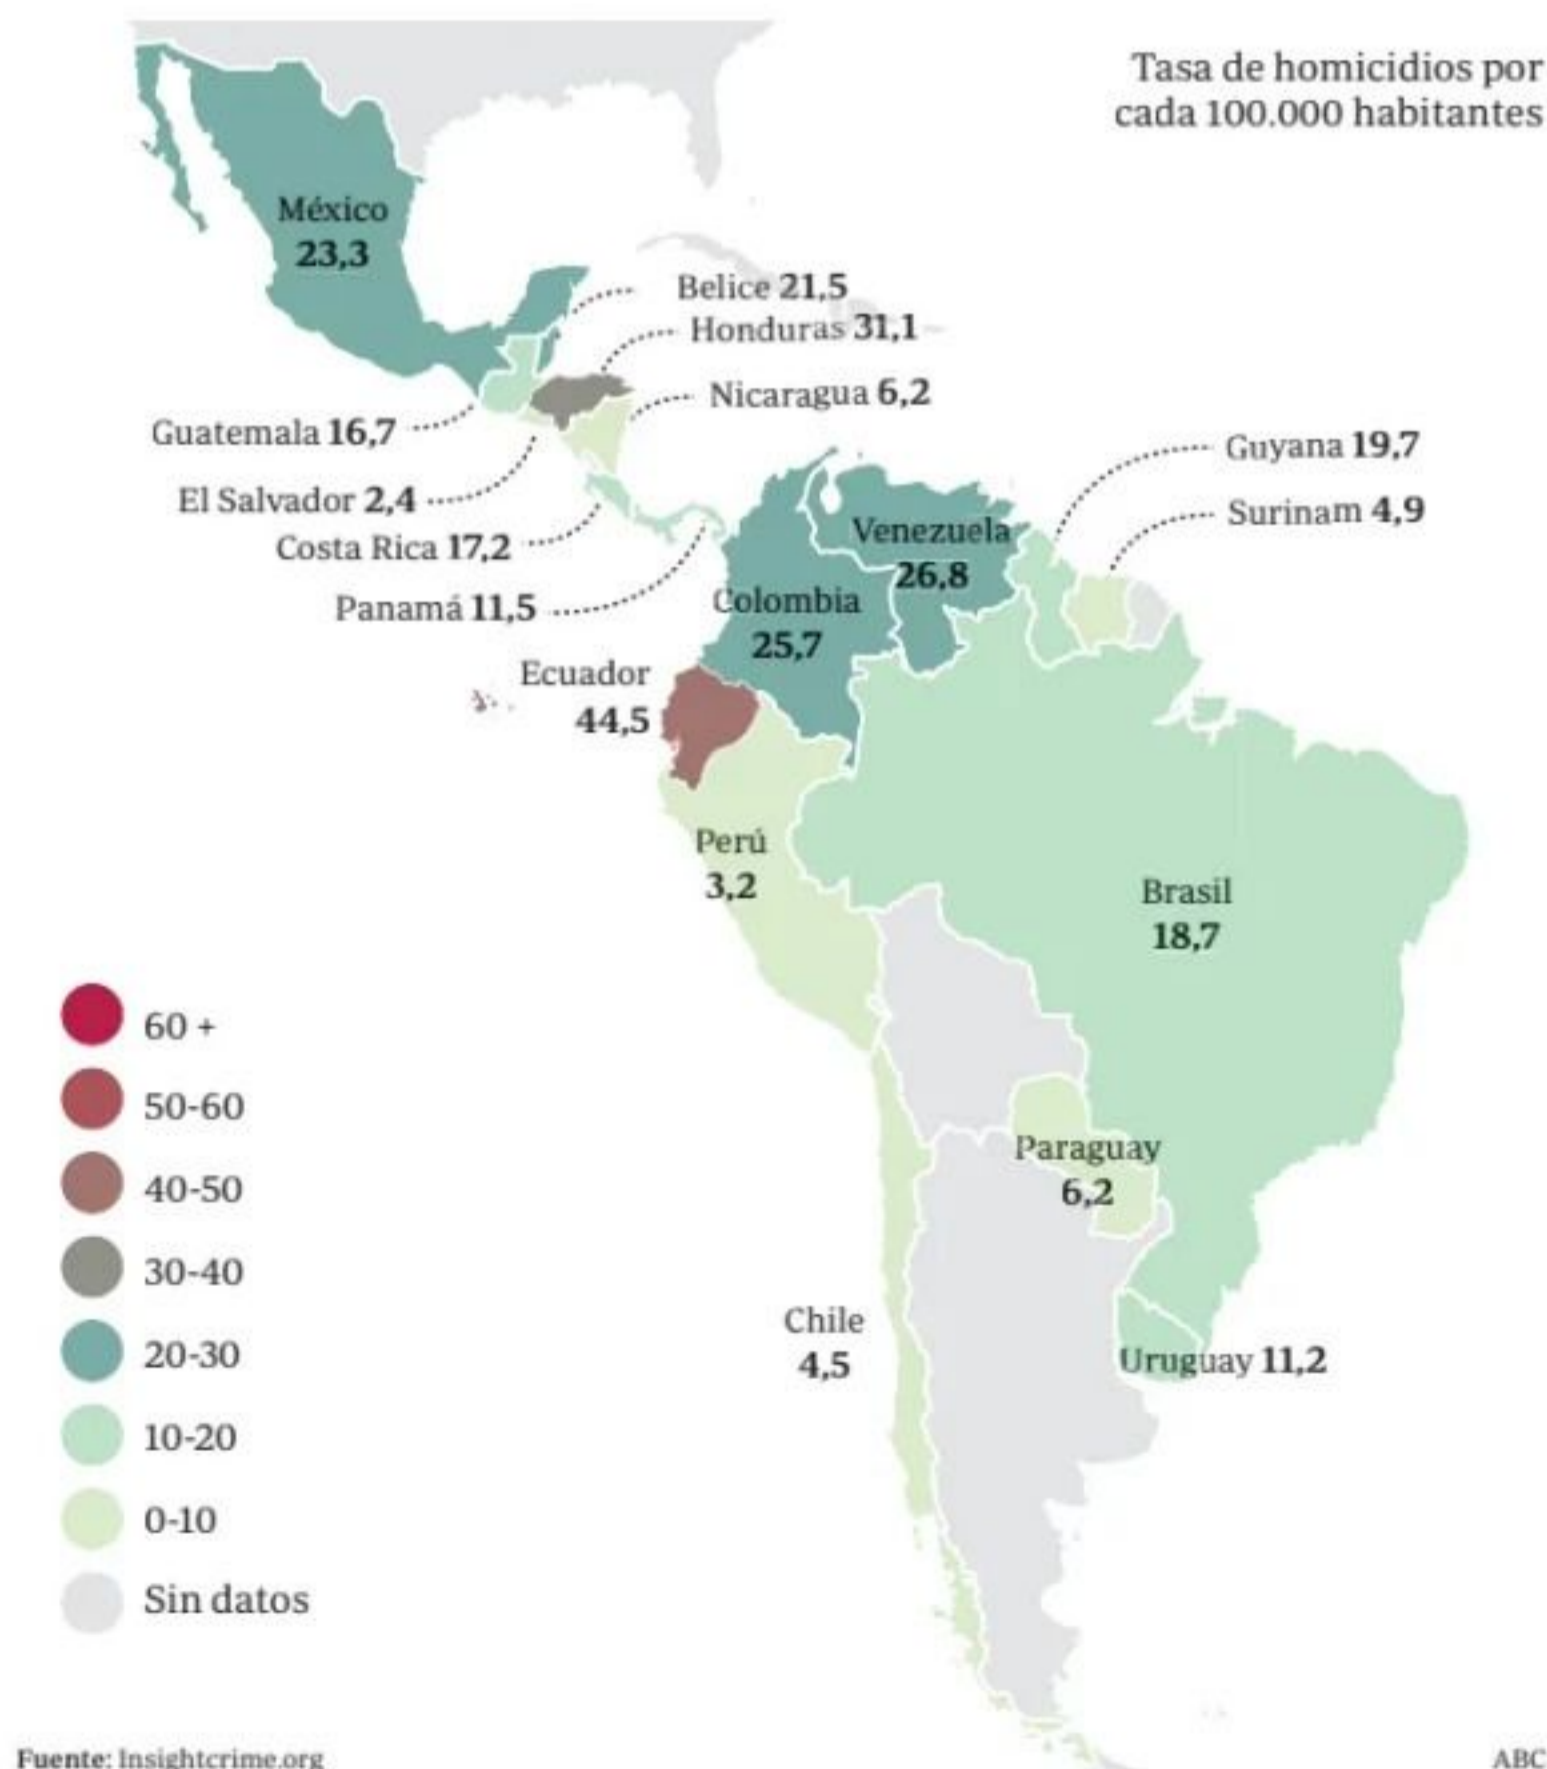 Tasa de homicidios por
cada 100.000 habitantes
México
23,3
Belice 21,5
Honduras 31,1
Nicaragua 6,2
Guatemala 16,7
El Salvador 2,4
Costa Rica 17,2
Panamá 11,5
Guyana 19,7
Surinam 4,9
Venezuela
26,8
Colombia
25,7
Ecuador
44,5
Perú
3,2
Brasil
18,7
Paraguay
6,2
Chile
4,5
Uruguay 11,2
60 +
50-60
40-50
30-40
20-30
10-20
0-10
Sin datos
Fuente: Insightcrime.org
ABC